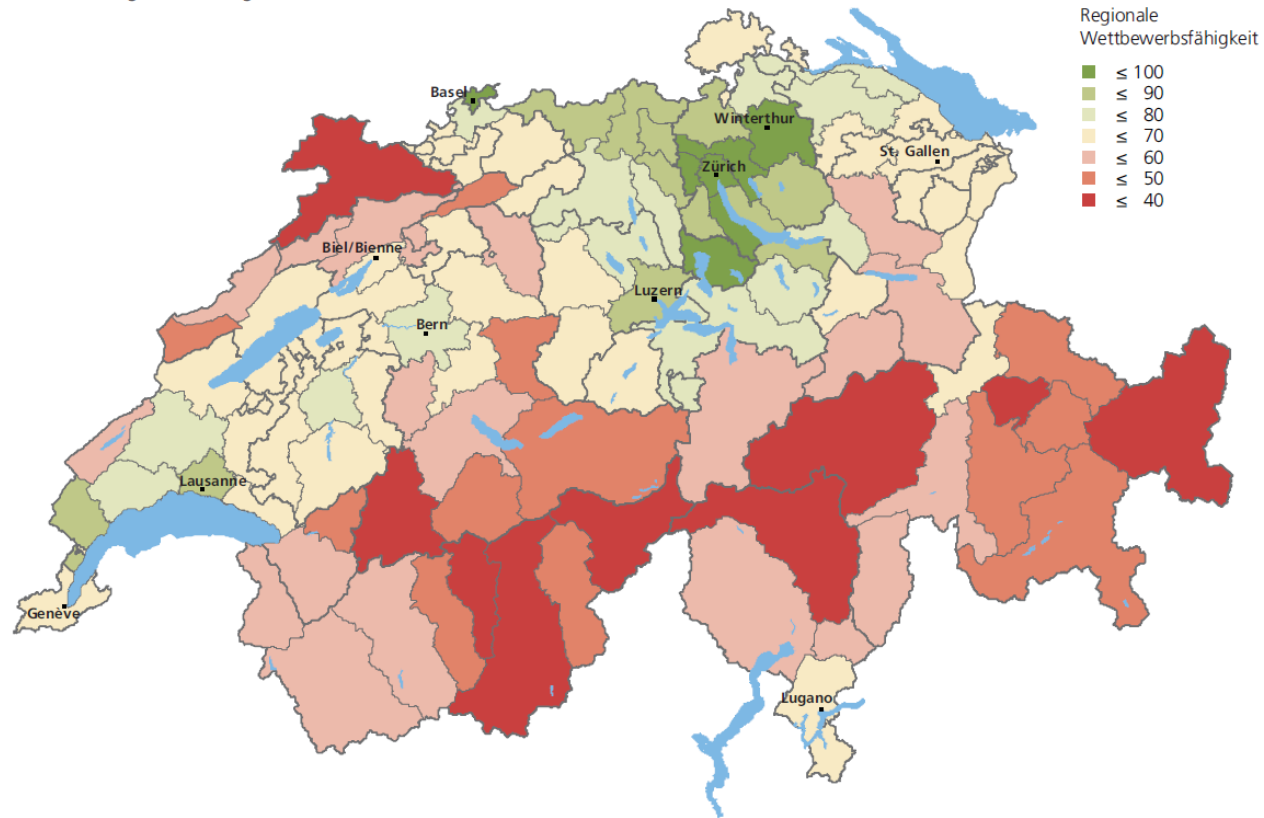 Regionale
Wettbewerbsfähigkeit
≤ 100
≤ 90
≤ 80
≤ 70
≤ 60
≤ 50
≤ 40
Basel
Winterthur
St. Gallen
Zürich
Biel/Bienne
Luzern
Bern
Lausanne
Genève
Lugano